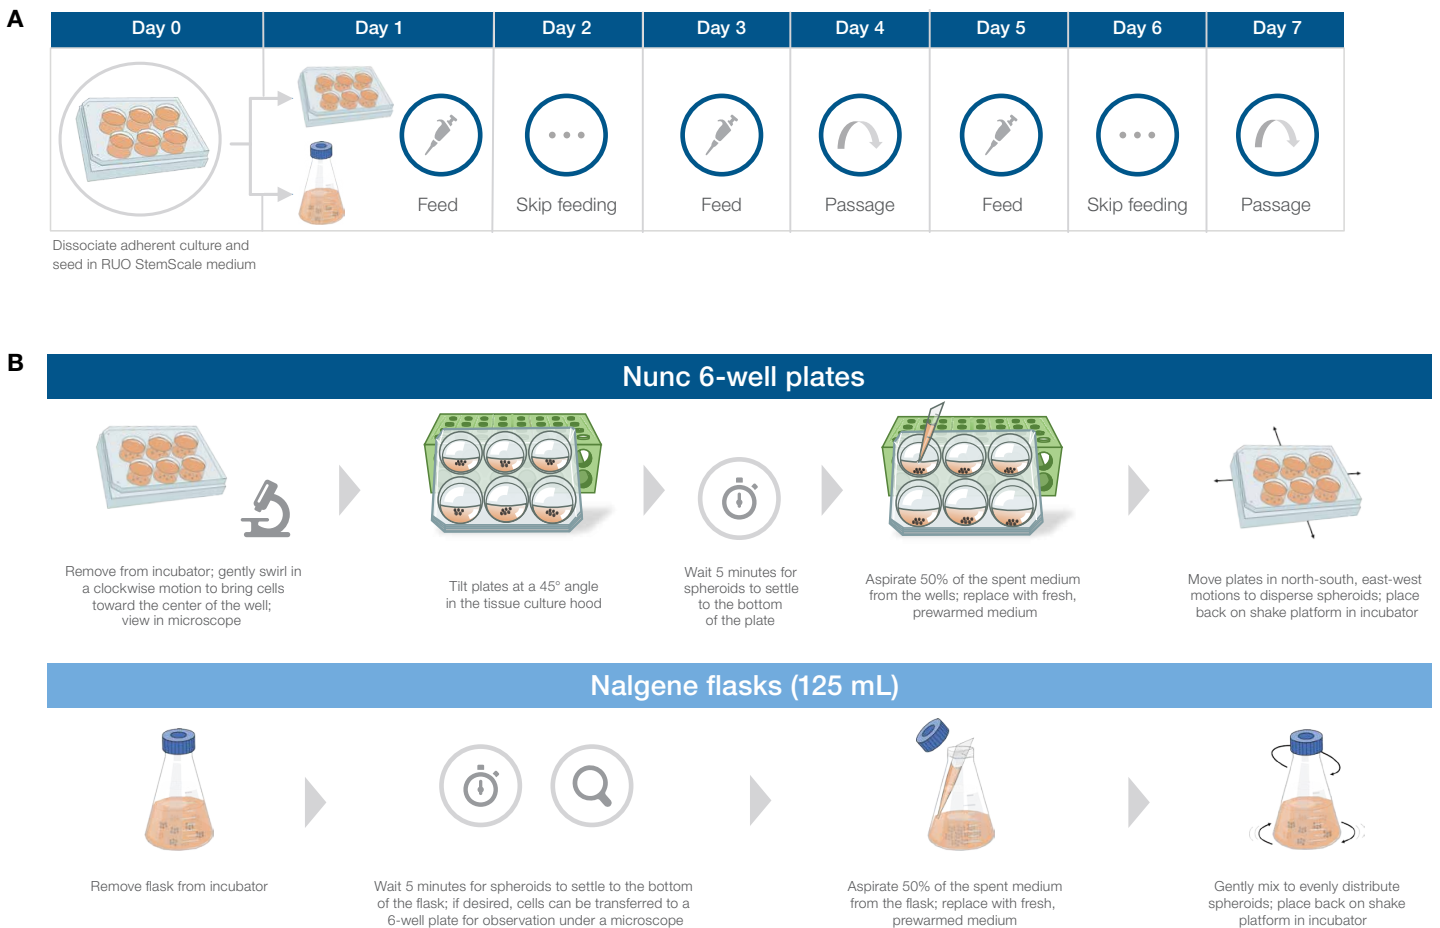 A
Day 0
Day 1
Day 2
Day 3
Day 4
Day 5
Day 6
Day 7
Feed
Skip feeding
Feed
Passage
Feed
Skip feeding
Passage
Dissociate adherent culture and
seed in RUO StemScale medium
B
Nunc 6-well plates
Remove from incubator; gently swirl in
a clockwise motion to bring cells
toward the center of the well;
view in microscope
Tilt plates at a 45° angle
in the tissue culture hood
Wait 5 minutes for
spheroids to settle
to the bottom
of the plate
Aspirate 50% of the spent medium
from the wells; replace with fresh,
prewarmed medium
Move plates in north-south, east-west
motions to disperse spheroids; place
back on shake platform in incubator
Nalgene flasks (125 mL)
Remove flask from incubator
Wait 5 minutes for spheroids to settle to the bottom
of the flask; if desired, cells can be transferred to a
6-well plate for observation under a microscope
Aspirate 50% of the spent medium
from the flask; replace with fresh,
prewarmed medium
Gently mix to evenly distribute
spheroids; place back on shake
platform in incubator